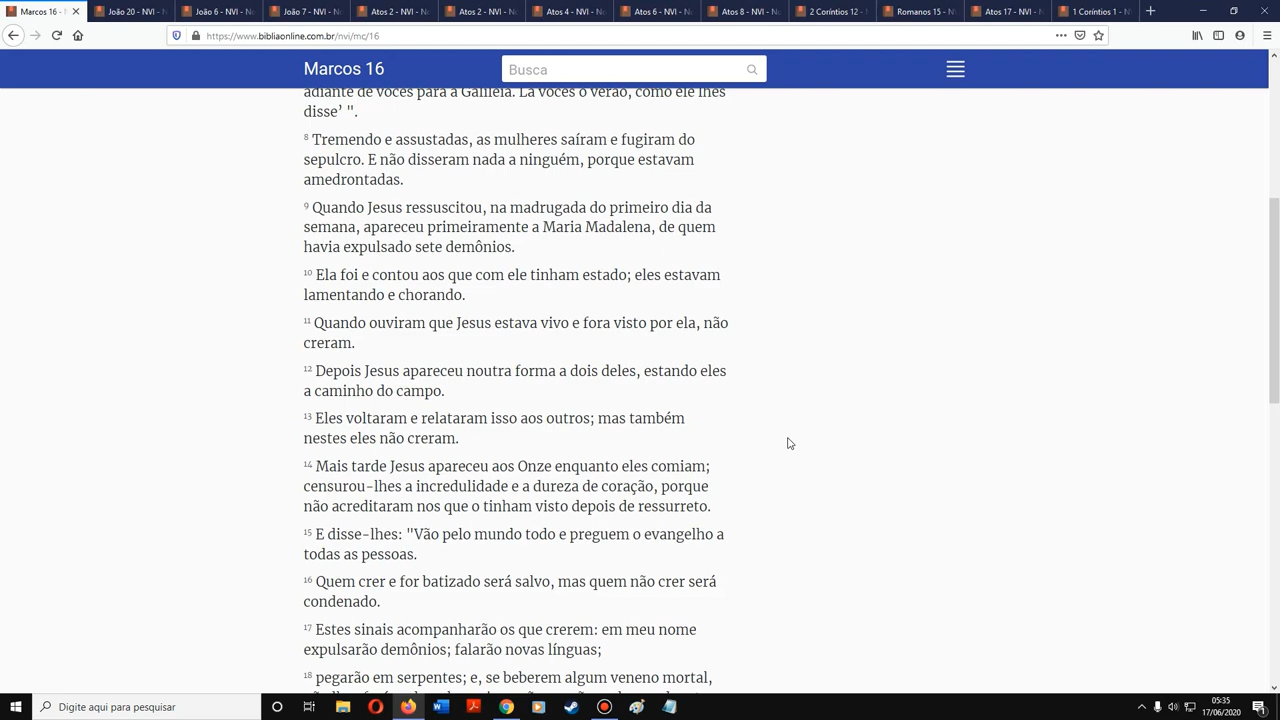 Marcos 16 - N
João 20 - NVI - N
João 6 - NVI - No
João 7 - NVI - No
Atos 2 - NVI - No
Atos 2 - NVI - No
Atos 4 - NVI - No
Atos 6 - NVI - No
Atos 8 - NVI - No
2 Coríntios 12 -
Romanos 15 - NV
Atos 17 - NVI - N
1 Coríntios 1 - N
https://www.bibliaonline.com.br/nvi/mc/16
Marcos 16
Busca
adiante de vocês para a Galiléia. Lá vocês o verão, como ele lhes
disse’ ".
8 Tremendo e assustadas, as mulheres saíram e fugiram do
sepulcro. E não disseram nada a ninguém, porque estavam
amedrontadas.
9 Quando Jesus ressuscitou, na madrugada do primeiro dia da
semana, apareceu primeiramente a Maria Madalena, de quem
havia expulsado sete demônios.
10 Ela foi e contou aos que com ele tinham estado; eles estavam
lamentando e chorando.
11 Quando ouviram que Jesus estava vivo e fora visto por ela, não
creram.
12 Depois Jesus apareceu noutra forma a dois deles, estando eles
a caminho do campo.
13 Eles voltaram e relataram isso aos outros; mas também
nestes eles não creram.
14 Mais tarde Jesus apareceu aos Onze enquanto eles comiam;
censurou-lhes a incredulidade e a dureza de coração, porque
não acreditaram nos que o tinham visto depois de ressurreto.
15 E disse-lhes: "Vão pelo mundo todo e preguem o evangelho a
todas as pessoas.
16 Quem crer e for batizado será salvo, mas quem não crer será
condenado.
17 Estes sinais acompanharão os que crerem: em meu nome
expulsarão demônios; falarão novas línguas;
18 pegarão em serpentes; e, se beberem algum veneno mortal,
Digite aqui para pesquisar
05:35
17/06/2020